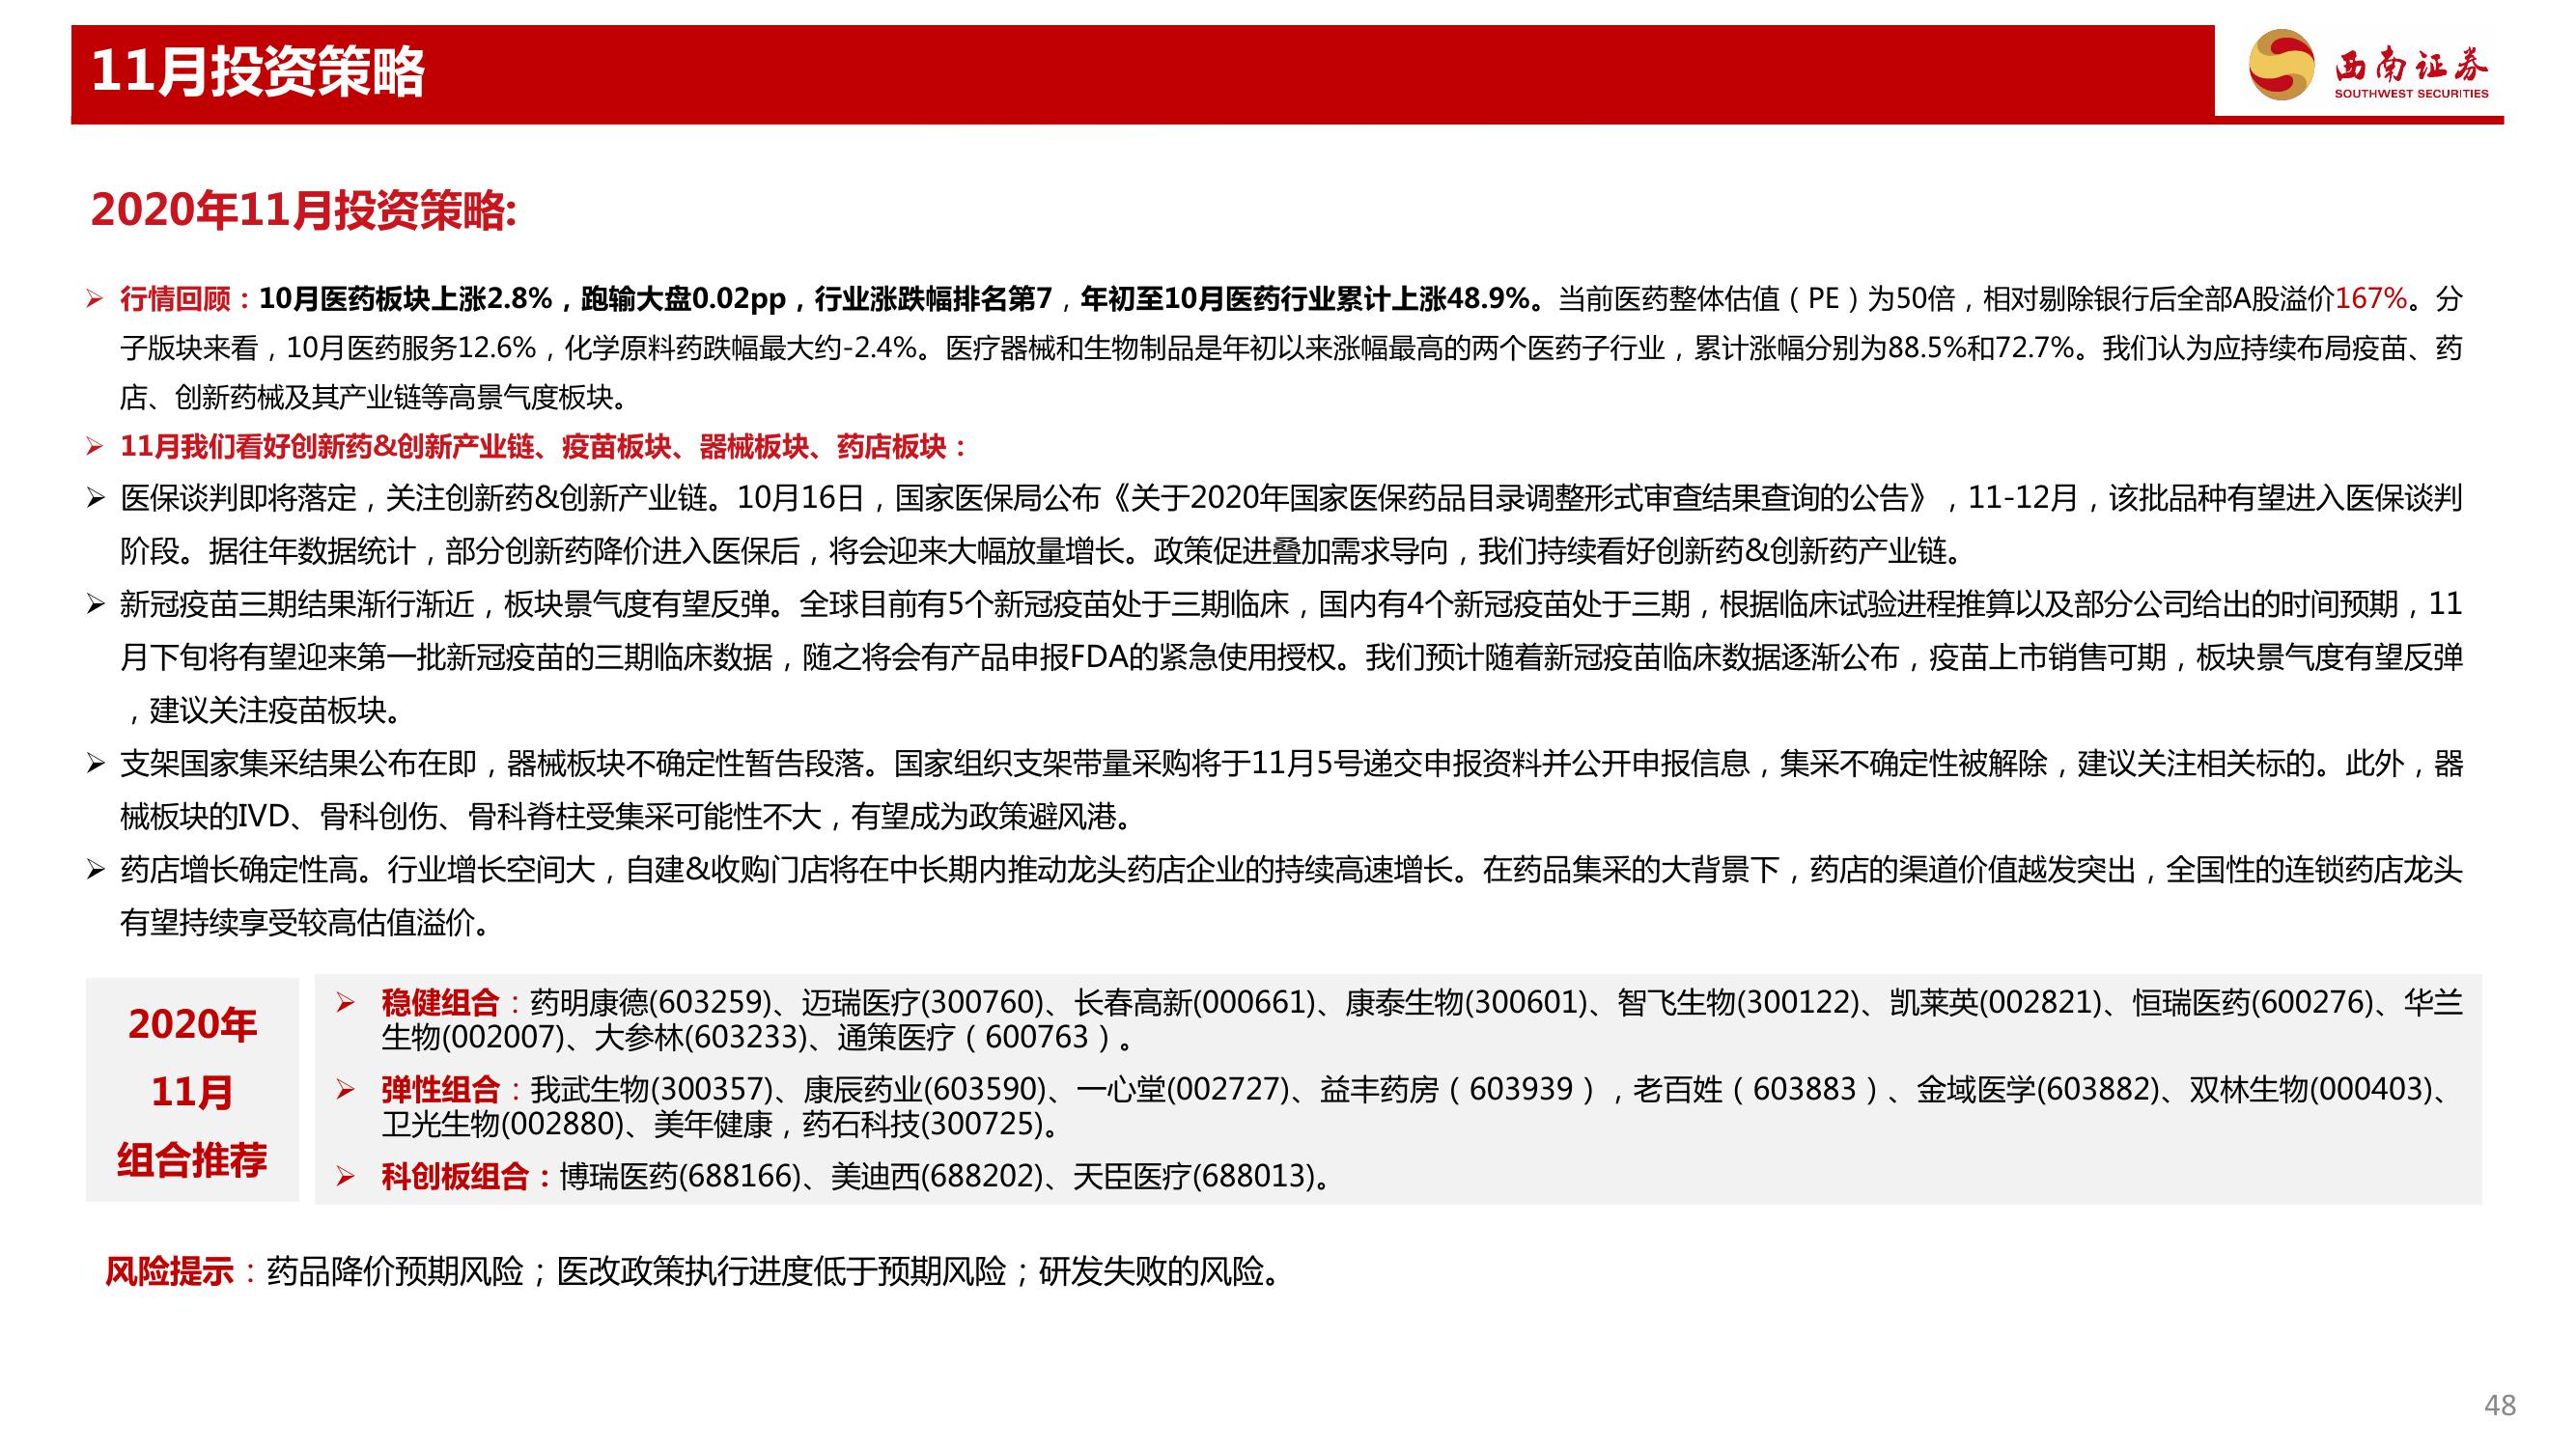 11月投资策略
西南证券
SOUTHWEST SECURITIES
2020年11月投资策略:
➢ 行情回顾：10月医药板块上涨2.8%，跑输大盘0.02pp，行业涨跌幅排名第7，年初至10月医药行业累计上涨48.9%。当前医药整体估值（PE）为50倍，相对剔除银行后全部A股溢价167%。分
子版块来看，10月医药服务12.6%，化学原料药跌幅最大约-2.4%。医疗器械和生物制品是年初以来涨幅最高的两个医药子行业，累计涨幅分别为88.5%和72.7%。我们认为应持续布局疫苗、药
店、创新药械及其产业链等高景气度板块。
➢ 11月我们看好创新药&创新产业链、疫苗板块、器械板块、药店板块：
➢ 医保谈判即将落定，关注创新药&创新产业链。10月16日，国家医保局公布《关于2020年国家医保药品目录调整形式审查结果查询的公告》，11-12月，该批品种有望进入医保谈判
阶段。据往年数据统计，部分创新药降价进入医保后，将会迎来大幅放量增长。政策促进叠加需求导向，我们持续看好创新药&创新药产业链。
➢ 新冠疫苗三期结果渐行渐近，板块景气度有望反弹。全球目前有5个新冠疫苗处于三期临床，国内有4个新冠疫苗处于三期，根据临床试验进程推算以及部分公司给出的时间预期，11
月下旬将有望迎来第一批新冠疫苗的三期临床数据，随之将会有产品申报FDA的紧急使用授权。我们预计随着新冠疫苗临床数据逐渐公布，疫苗上市销售可期，板块景气度有望反弹
，建议关注疫苗板块。
➢ 支架国家集采结果公布在即，器械板块不确定性暂告段落。国家组织支架带量采购将于11月5号递交申报资料并公开申报信息，集采不确定性被解除，建议关注相关标的。此外，器
械板块的IVD、骨科创伤、骨科脊柱受集采可能性不大，有望成为政策避风港。
➢ 药店增长确定性高。行业增长空间大，自建&收购门店将在中长期内推动龙头药店企业的持续高速增长。在药品集采的大背景下，药店的渠道价值越发突出，全国性的连锁药店龙头
有望持续享受较高估值溢价。
2020年
11月
组合推荐
➢ 稳健组合：药明康德(603259)、迈瑞医疗(300760)、长春高新(000661)、康泰生物(300601)、智飞生物(300122)、凯莱英(002821)、恒瑞医药(600276)、华兰
生物(002007)、大参林(603233)、通策医疗（600763）。
➢ 弹性组合：我武生物(300357)、康辰药业(603590)、一心堂(002727)、益丰药房（603939），老百姓（603883）、金域医学(603882)、双林生物(000403)、
卫光生物(002880)、美年健康，药石科技(300725)。
➢ 科创板组合：博瑞医药(688166)、美迪西(688202)、天臣医疗(688013)。
风险提示：药品降价预期风险；医改政策执行进度低于预期风险；研发失败的风险。
48